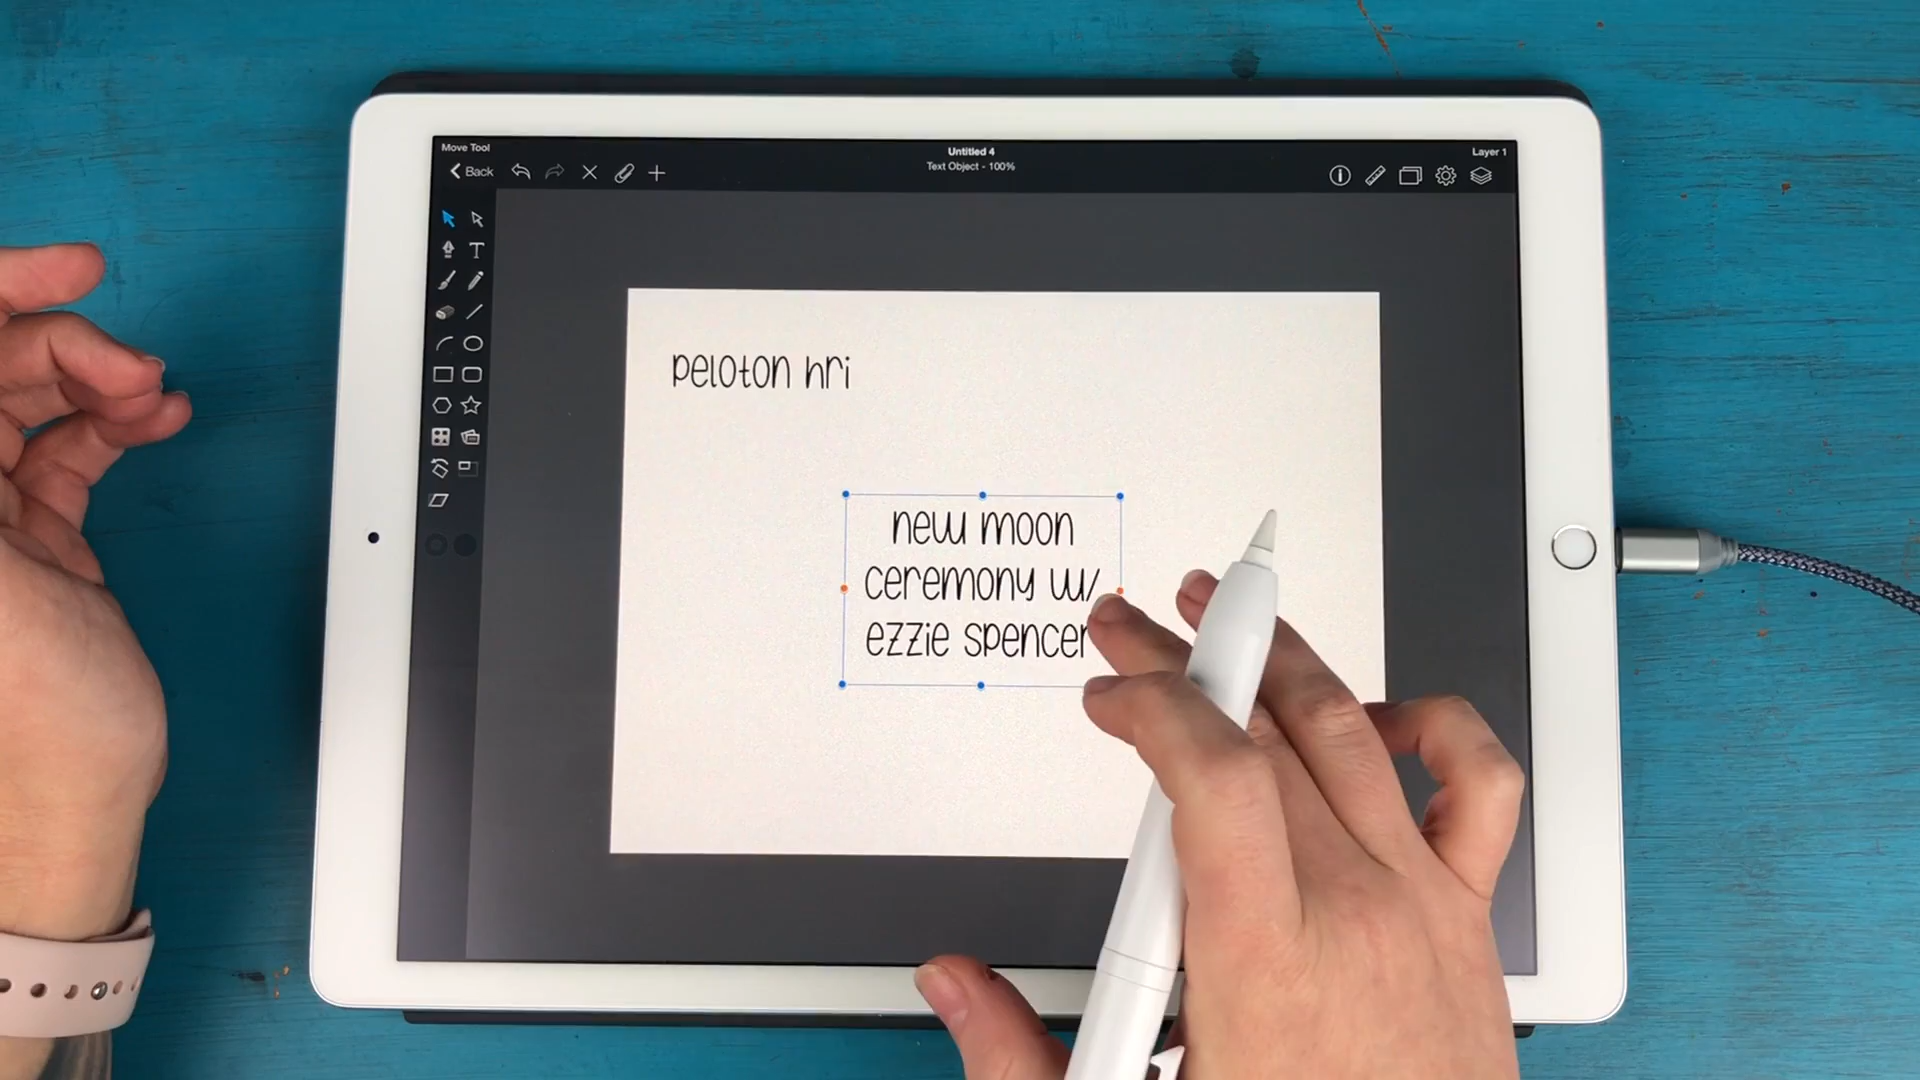 Move Tool
Untitled 4
Layer 1
Back
Text Object - 100%
T
peloton hri
new moon
ceremony w/
ezzie spencer